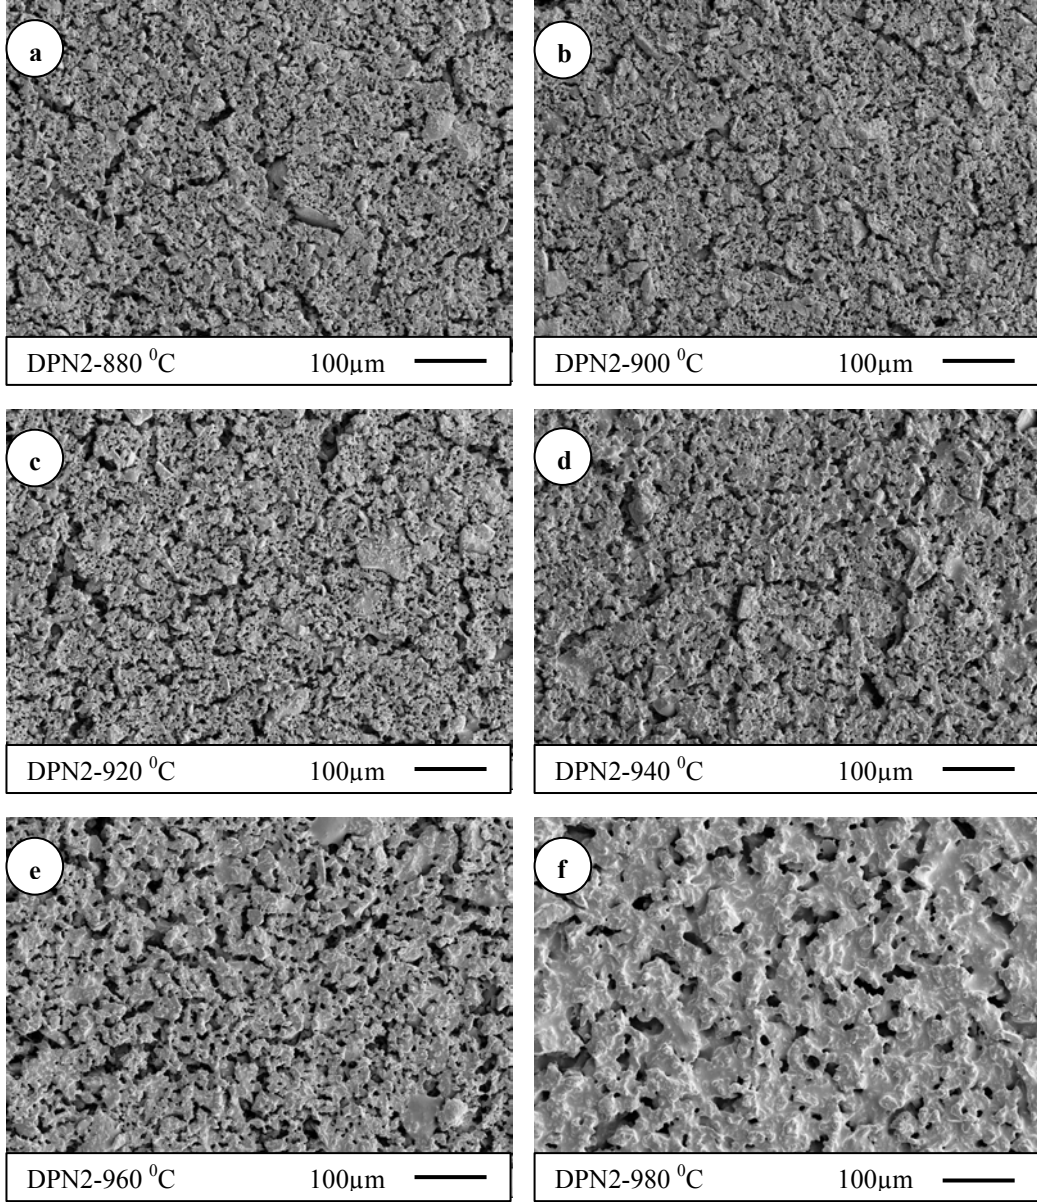 a
b
DPN2-880 ⁰C 100µm
DPN2-900 ⁰C 100µm
c
d
DPN2-920 ⁰C 100µm
DPN2-940 ⁰C 100µm
e
f
DPN2-960 ⁰C 100µm
DPN2-980 ⁰C 100µm